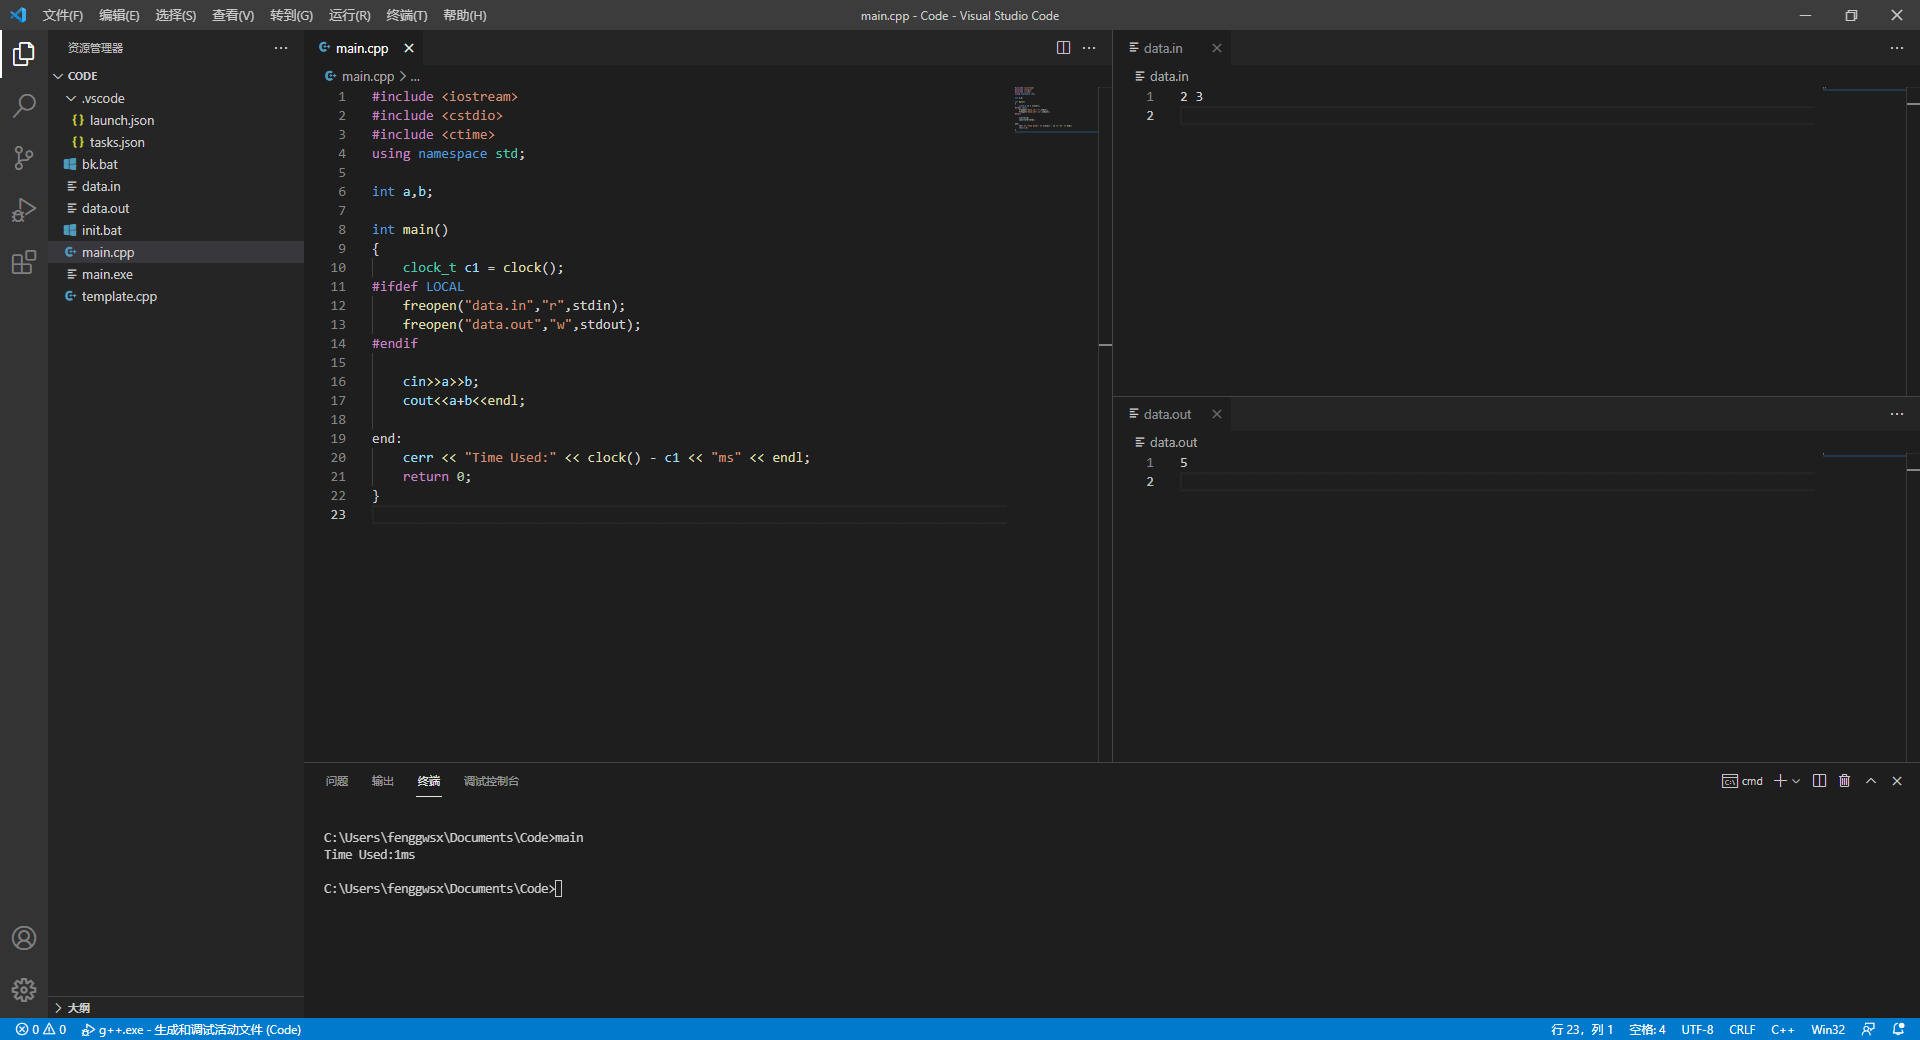 文件(F) 编辑(E) 选择(S) 查看(V) 转到(G) 运行(R) 终端(T) 帮助(H)
main.cpp - Code - Visual Studio Code
资源管理器
CODE
.vscode
launch.json
tasks.json
bk.bat
data.in
data.out
init.bat
main.cpp
main.exe
template.cpp
大纲
main.cpp
main.cpp > ...
1 #include <iostream>
2 #include <cstdio>
3 #include <ctime>
4 using namespace std;
5
6 int a,b;
7
8 int main()
9 {
10 clock_t c1 = clock();
11 #ifdef LOCAL
12 freopen("data.in","r",stdin);
13 freopen("data.out","w",stdout);
14 #endif
15
16 cin>>a>>b;
17 cout<<a+b<<endl;
18
19 end:
20 cerr << "Time Used:" << clock() - c1 << "ms" << endl;
21 return 0;
22 }
23
data.in
data.in
1 2 3
2
data.out
data.out
1 5
2
问题 输出 终端 调试控制台
cmd
C:\Users\fenggwsx\Documents\Code>main
Time Used:1ms
C:\Users\fenggwsx\Documents\Code>
0 0 g++.exe - 生成和调试活动文件 (Code)
行 23，列 1 空格: 4 UTF-8 CRLF C++ Win32